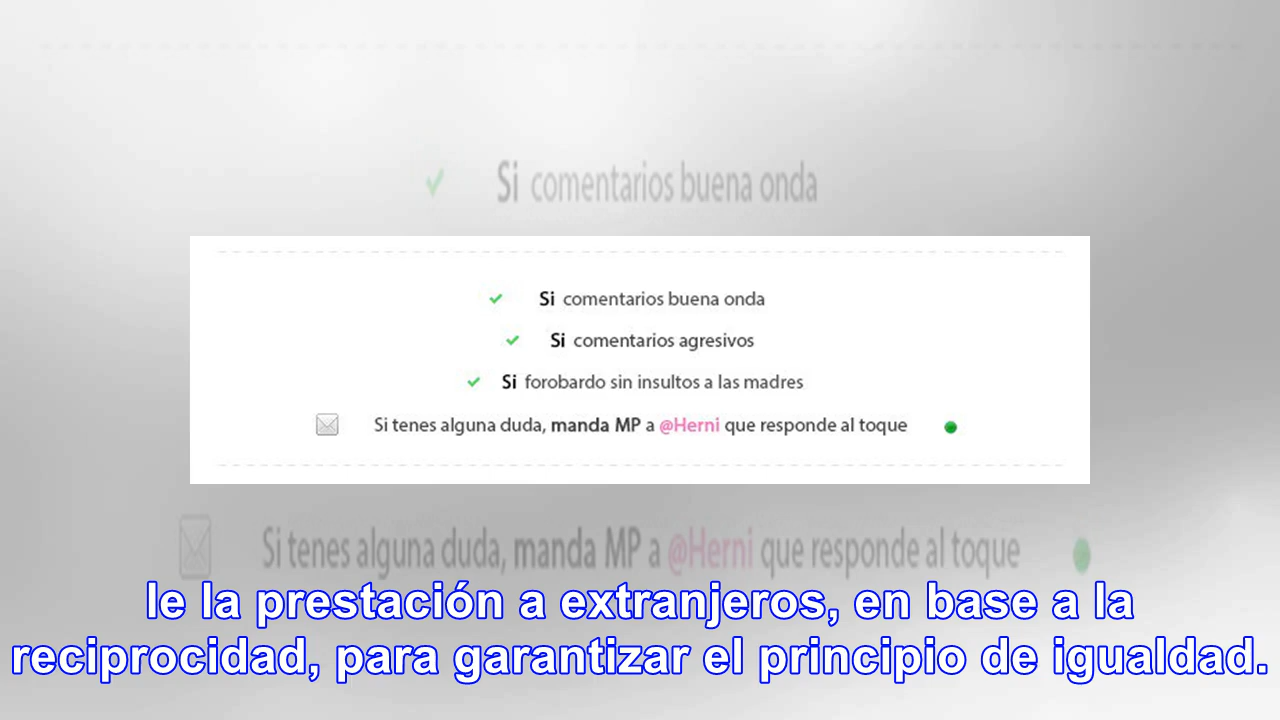 Si comentarios buena onda
Si comentarios buena onda
Si comentarios agresivos
Si forobardo sin insultos a las madres
Si tenes alguna duda, manda MP a @Herni que responde al toque
Si tenes alguna duda, manda MP a @Herni que responde al toque
le la prestación a extranjeros, en base a la
reciprocidad, para garantizar el principio de igualdad.